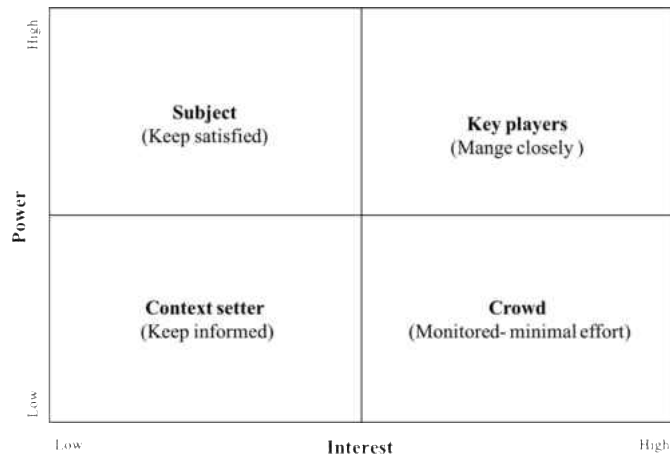 High
Subject
(Keep satisfied)
Key players
(Mange closely )
Power
Context setter
(Keep informed)
Crowd
(Monitored- minimal effort)
Low
Low
Interest
High